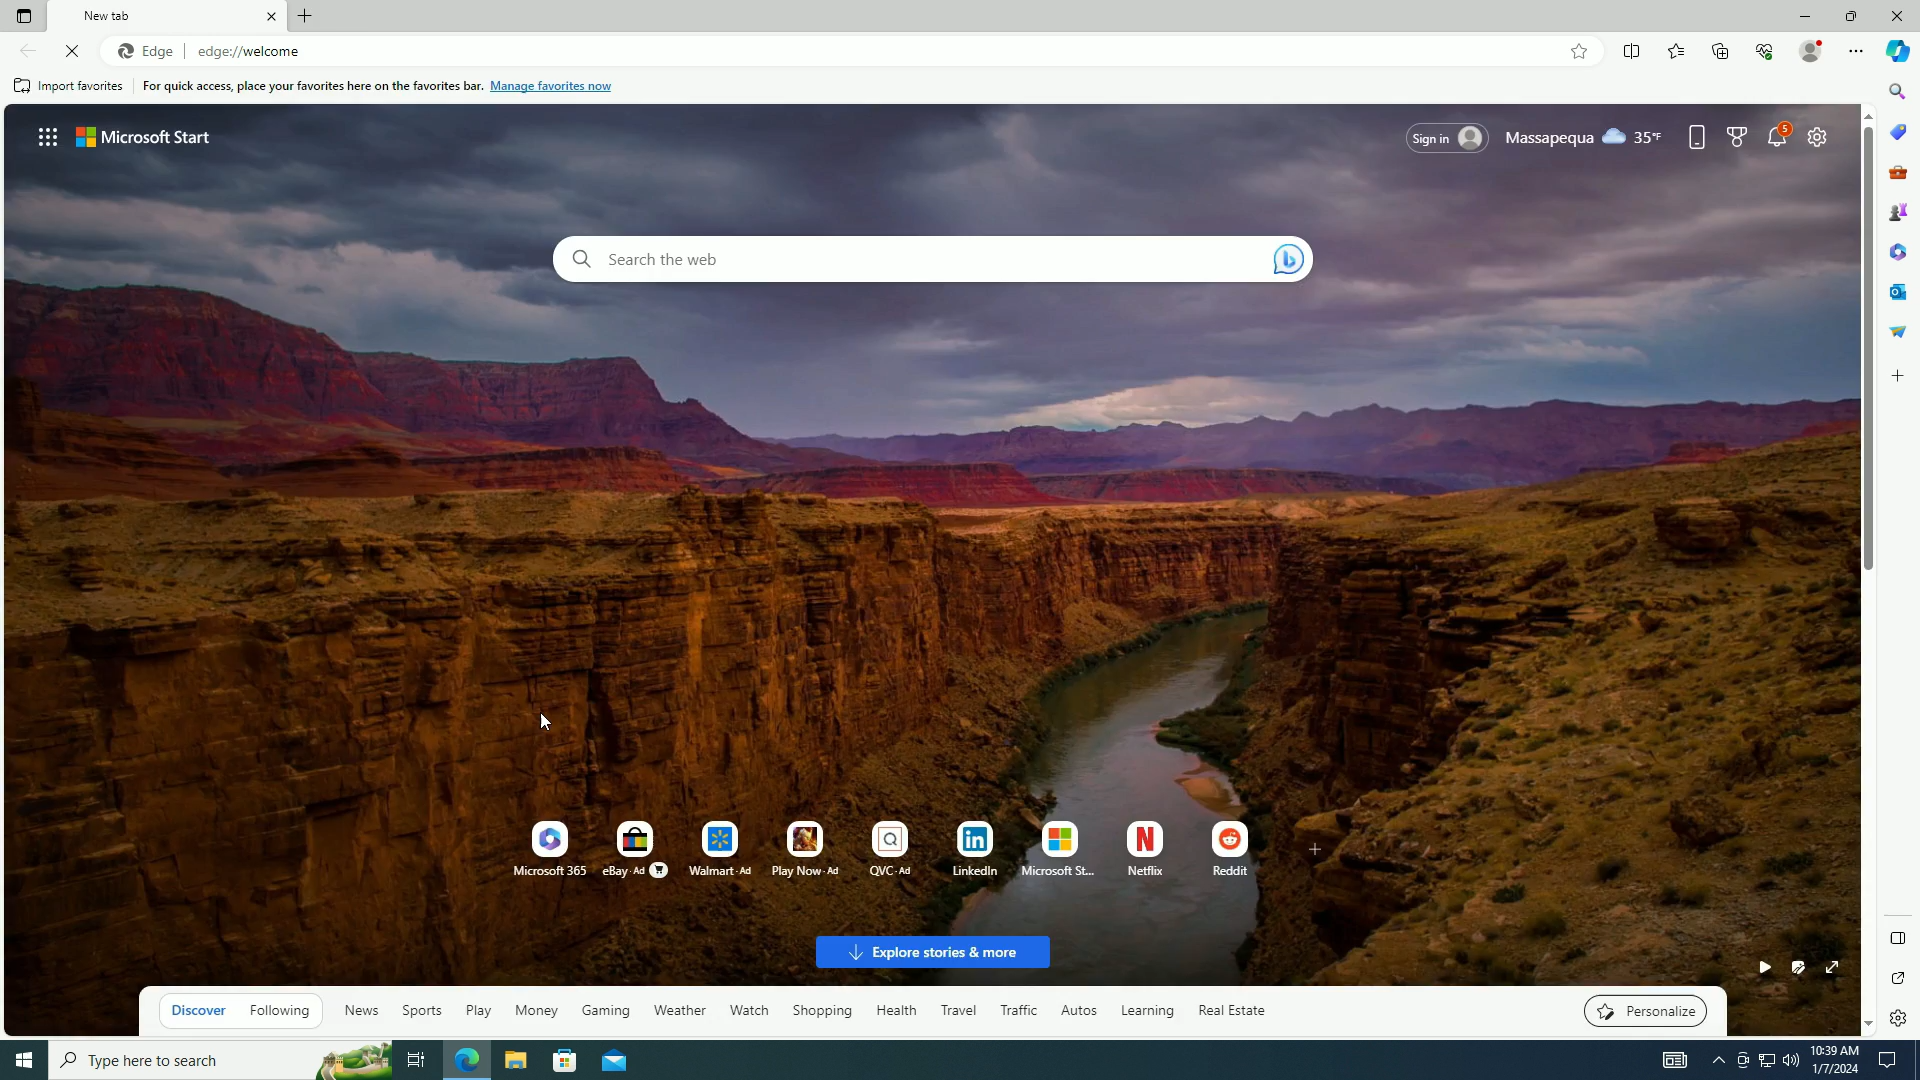 New tab
Edge
edge://welcome
Import favorites
For quick access, place your favorites here on the favorites bar. Manage favorites now
Microsoft Start
Sign in
Massapequa
35°F
5
Search the web
Microsoft 365
eBay · Ad
Walmart · Ad
Play Now · Ad
QVC · Ad
LinkedIn
Microsoft St...
Netflix
Reddit
Explore stories & more
Discover
Following
News
Sports
Play
Money
Gaming
Weather
Watch
Shopping
Health
Travel
Traffic
Autos
Learning
Real Estate
Personalize
Type here to search
10:39 AM
1/7/2024